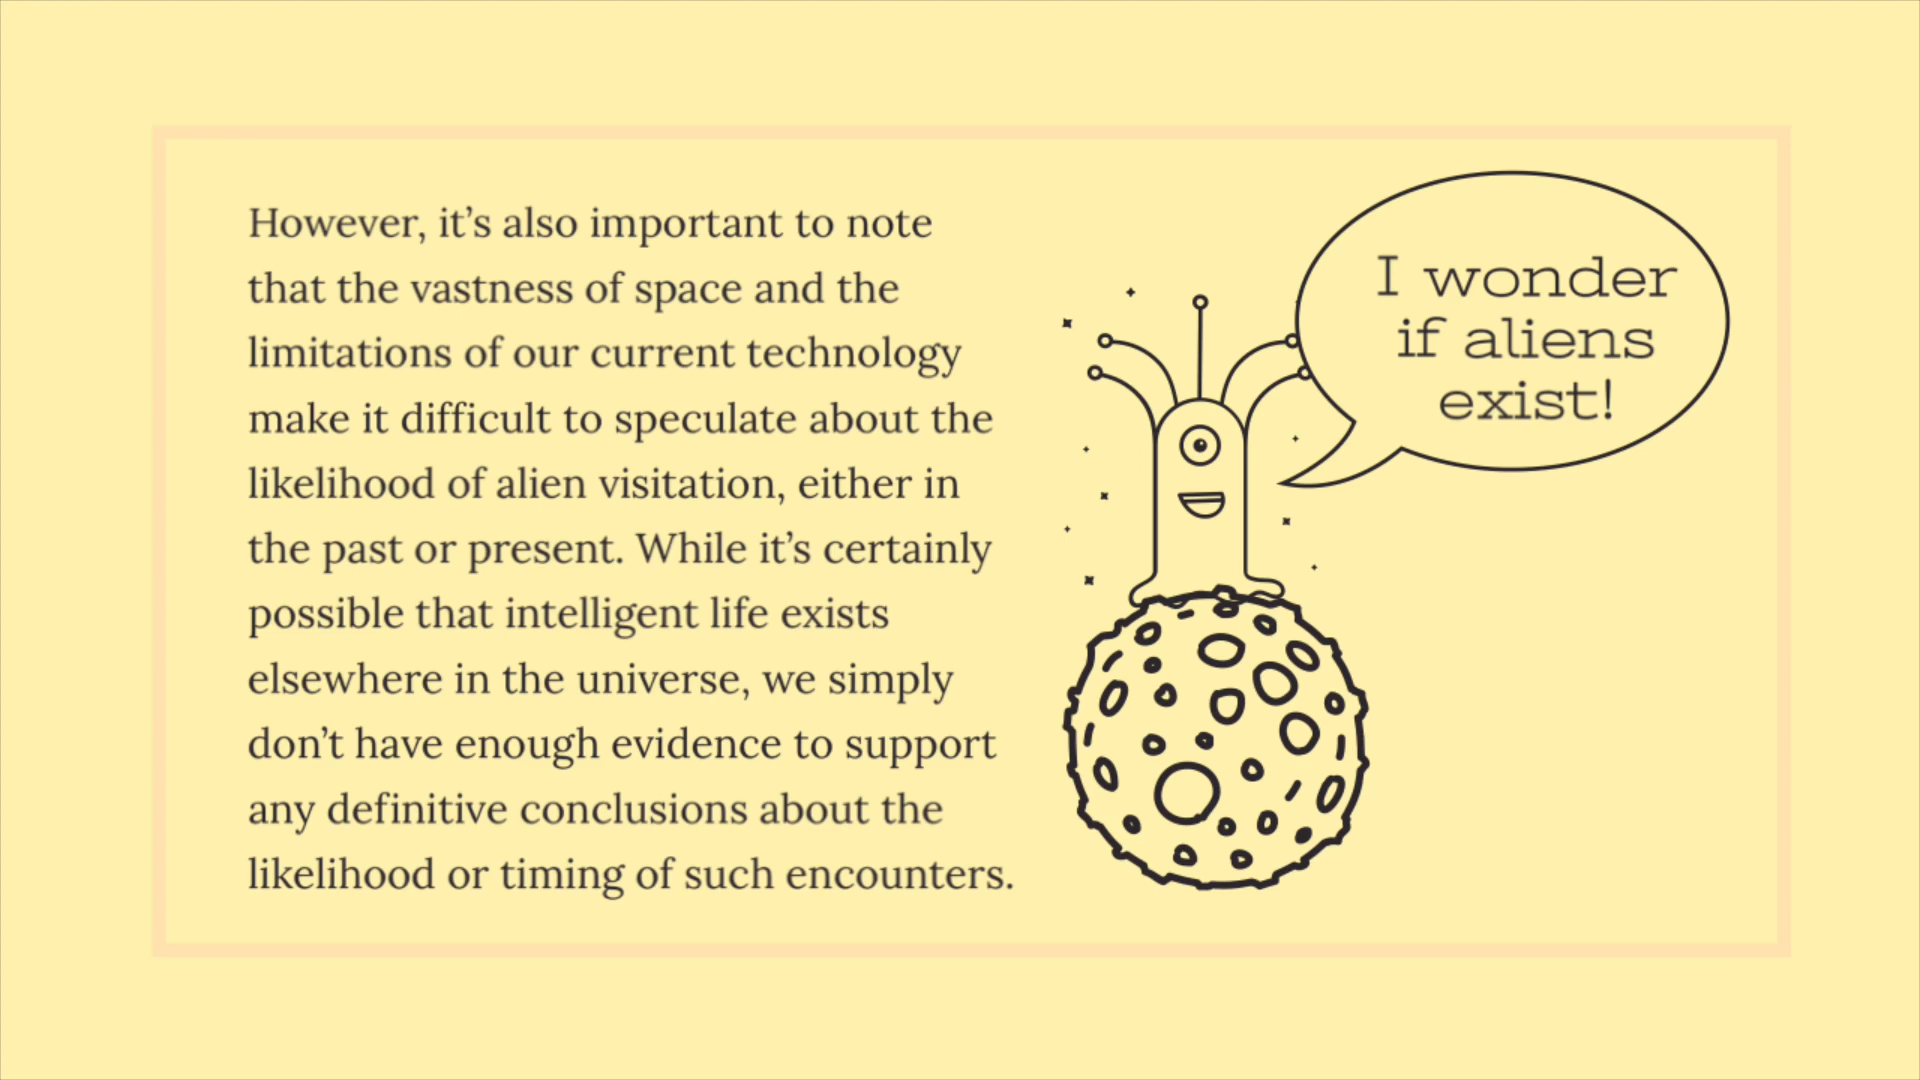 However, it’s also important to note
that the vastness of space and the
limitations of our current technology
make it difficult to speculate about the
likelihood of alien visitation, either in
the past or present. While it’s certainly
possible that intelligent life exists
elsewhere in the universe, we simply
don’t have enough evidence to support
any definitive conclusions about the
likelihood or timing of such encounters.
I wonder
if aliens
exist!